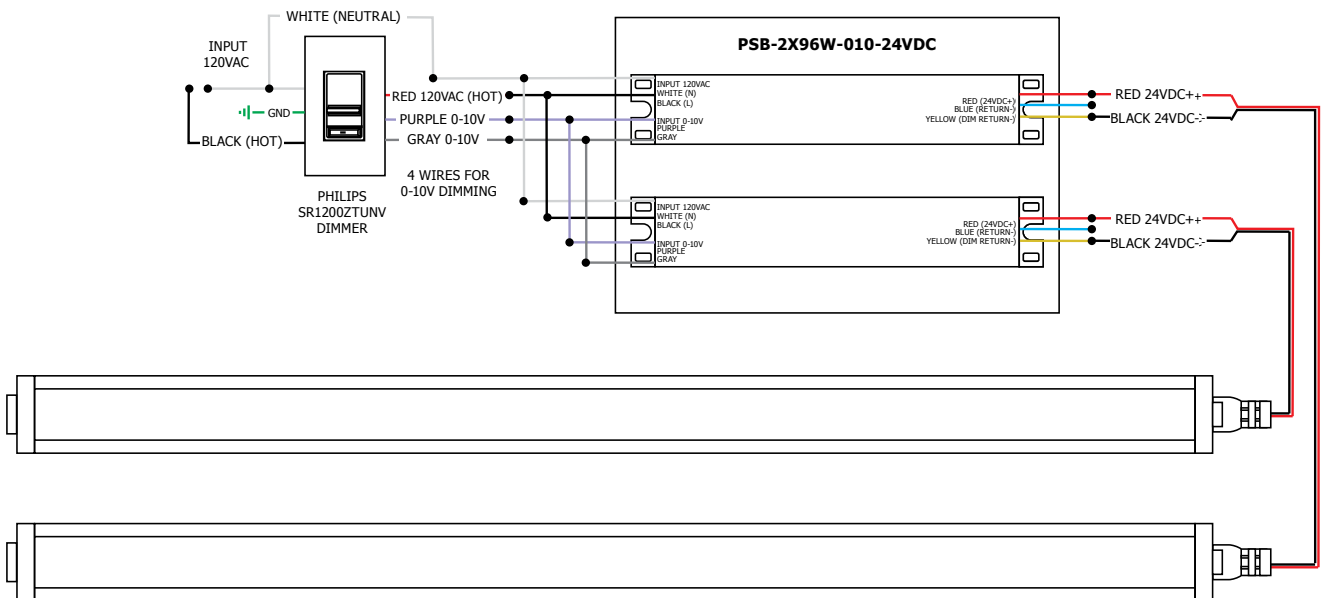 WHITE (NEUTRAL)
INPUT
120VAC
GND
BLACK (HOT)
PHILIPS
SR1200ZTUNV
DIMMER
RED 120VAC (HOT)
PURPLE 0-10V
GRAY 0-10V
4 WIRES FOR
0-10V DIMMING
PSB-2X96W-010-24VDC
INPUT 120VAC
WHITE (N)
BLACK (L)
INPUT 0-10V
PURPLE
GRAY
RED (24VDC+)
BLUE (RETURN-)
YELLOW (DIM RETURN-)
RED 24VDC++
BLACK 24VDC--
INPUT 120VAC
WHITE (N)
BLACK (L)
INPUT 0-10V
PURPLE
GRAY
RED (24VDC+)
BLUE (RETURN-)
YELLOW (DIM RETURN-)
RED 24VDC++
BLACK 24VDC--